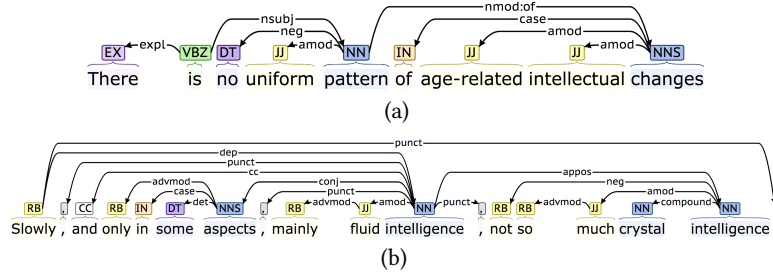 nmod:of
nsubj case
expl neg amod amod amod
EX VBZ DT JJ NN IN JJ JJ NNS
There is no uniform pattern of age-related intellectual changes
(a)
punct
dep
punct appos
cc neg
advmod conj amod
case det punct advmod amod punct advmod compound
RB , CC RB IN DT NNS , RB JJ NN , RB RB JJ NN NN
Slowly , and only in some aspects , mainly fluid intelligence , not so much crystal intelligence
(b)